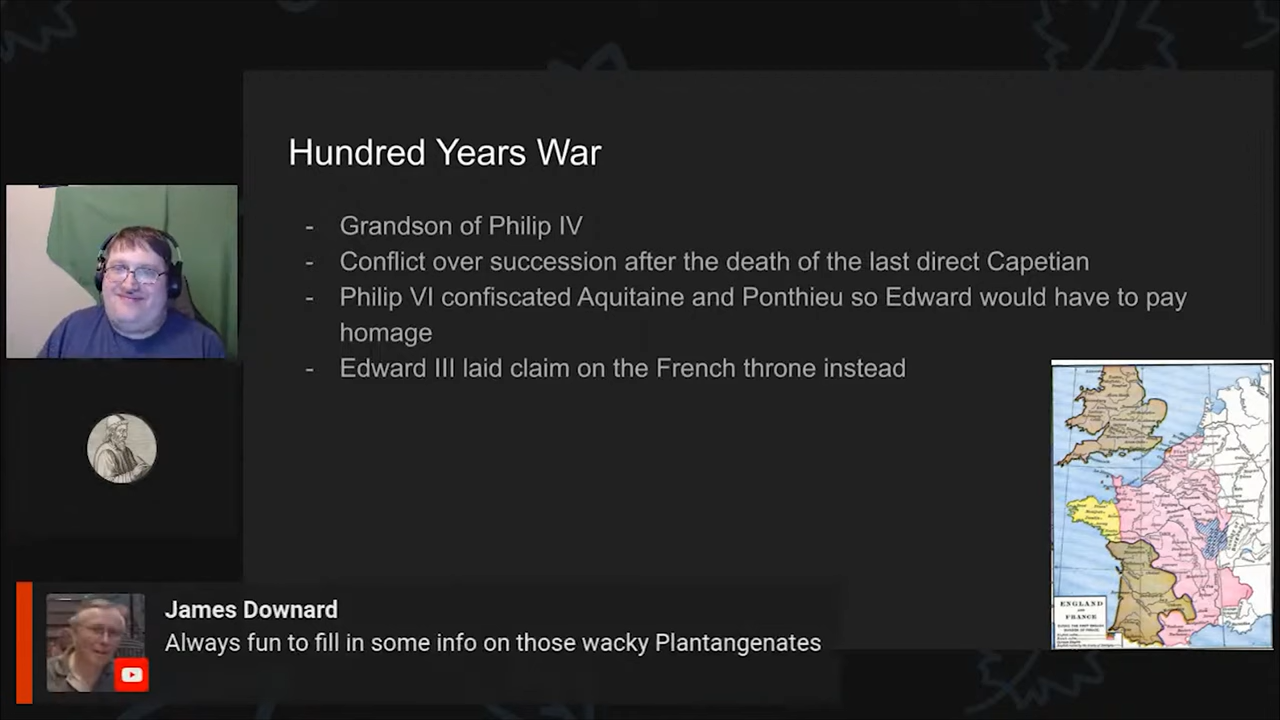 Hundred Years War
- Grandson of Philip IV
- Conflict over succession after the death of the last direct Capetian
- Philip VI confiscated Aquitaine and Ponthieu so Edward would have to pay
homage
- Edward III laid claim on the French throne instead
ENGLAND
FRANCE
James Downard
Always fun to fill in some info on those wacky Plantangenates